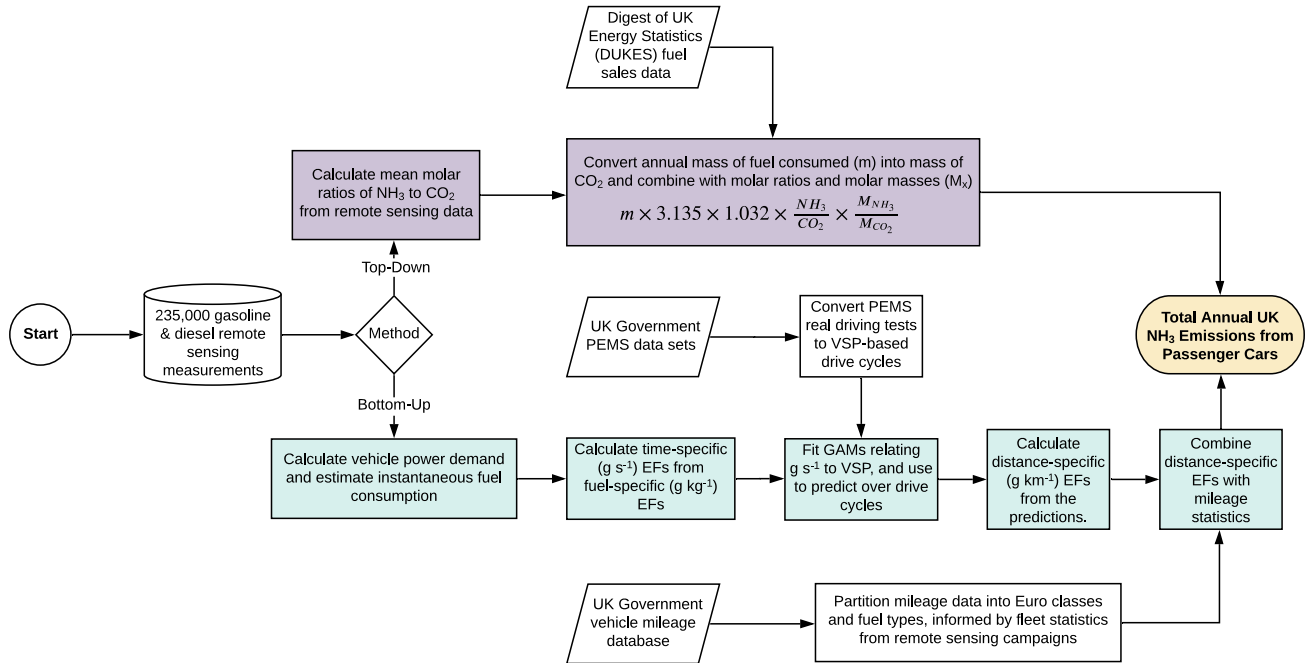 Digest of UK
Energy Statistics
(DUKES) fuel
sales data
Calculate mean molar
ratios of NH₃ to CO₂
from remote sensing data
Convert annual mass of fuel consumed (m) into mass of
CO₂ and combine with molar ratios and molar masses (Mₓ)
m × 3.135 × 1.032 × NH₃/CO₂ × M_NH₃/M_CO₂
Top-Down
Start
235,000 gasoline
& diesel remote
sensing
measurements
Method
UK Government
PEMS data sets
Convert PEMS
real driving tests
to VSP-based
drive cycles
Total Annual UK
NH₃ Emissions from
Passenger Cars
Bottom-Up
Calculate vehicle power demand
and estimate instantaneous fuel
consumption
Calculate time-specific
(g s⁻¹) EFs from
fuel-specific (g kg⁻¹)
EFs
Fit GAMs relating
g s⁻¹ to VSP, and use
to predict over drive
cycles
Calculate
distance-specific
(g km⁻¹) EFs
from the
predictions.
Combine
distance-specific
EFs with
mileage
statistics
UK Government
vehicle mileage
database
Partition mileage data into Euro classes
and fuel types, informed by fleet statistics
from remote sensing campaigns